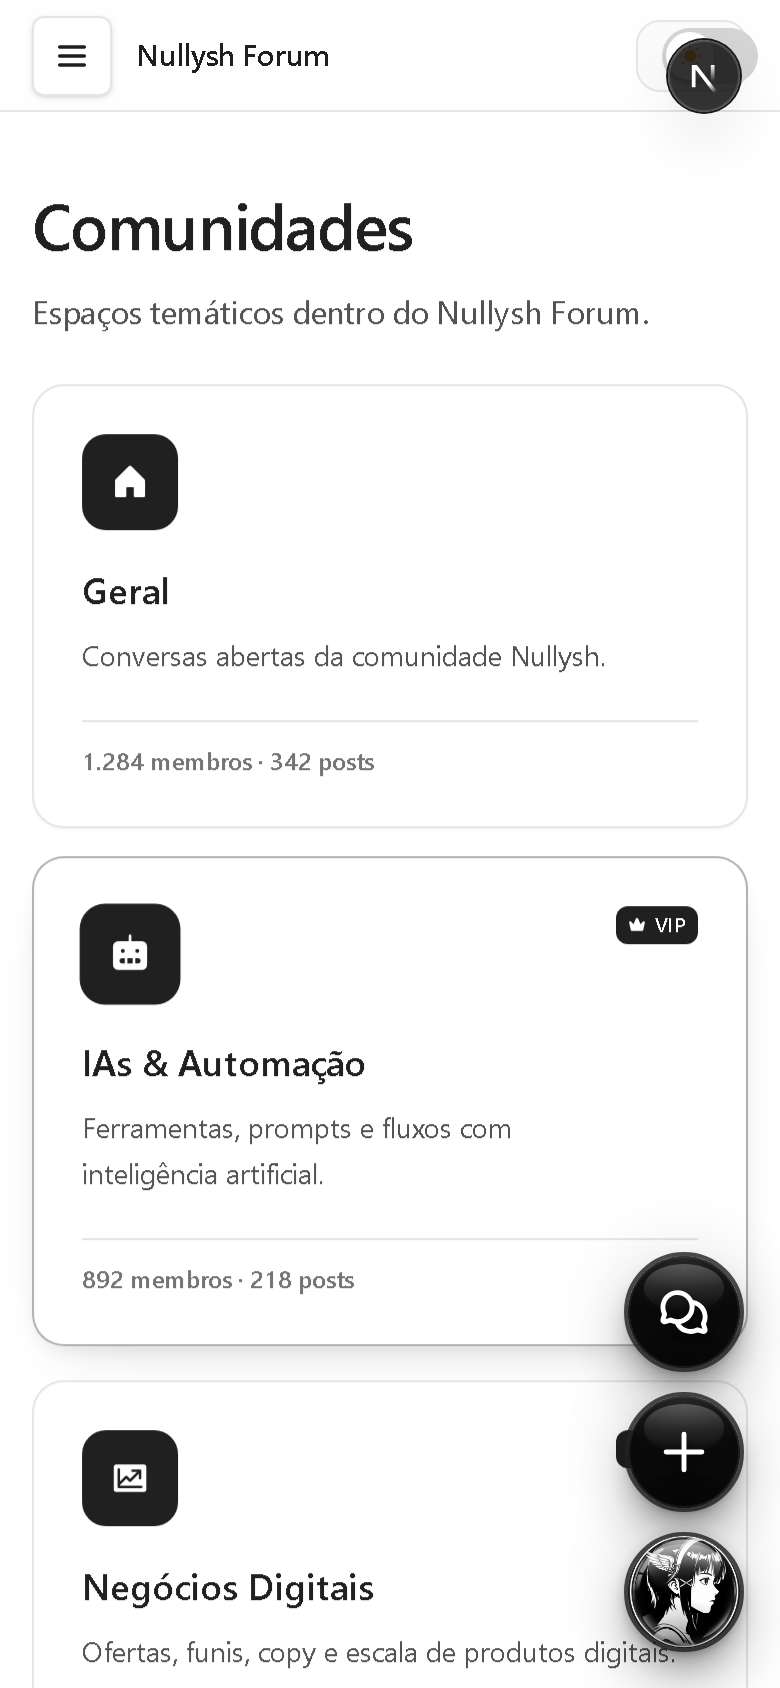 Nullysh Forum
N
Comunidades
Espaços temáticos dentro do Nullysh Forum.
Geral
Conversas abertas da comunidade Nullysh.
1.284 membros · 342 posts
VIP
IAs & Automação
Ferramentas, prompts e fluxos com
inteligência artificial.
892 membros · 218 posts
Negócios Digitais
Ofertas, funis, copy e escala de produtos digitais.